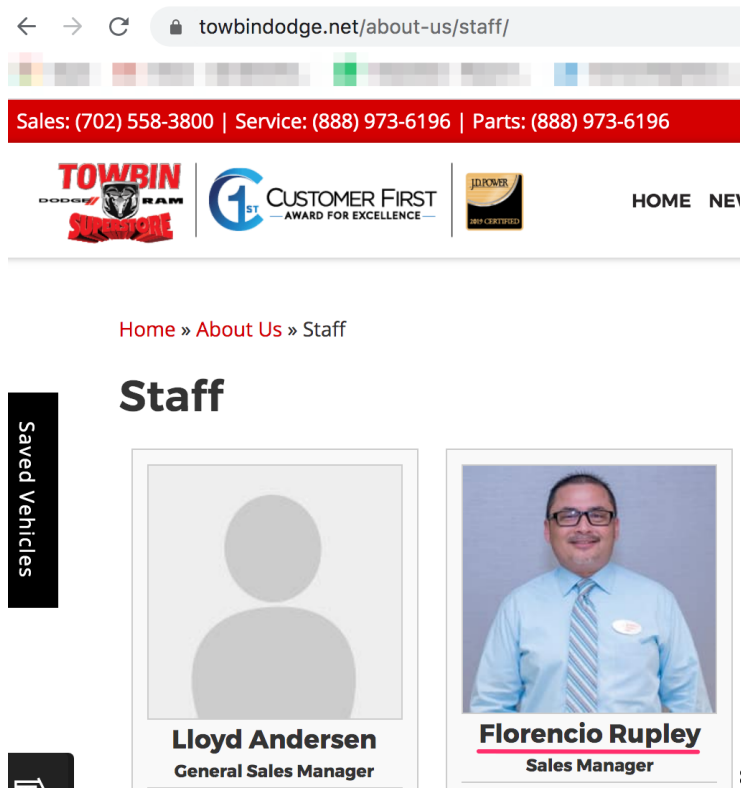 towbindodge.net/about-us/staff/
Sales: (702) 558-3800 | Service: (888) 973-6196 | Parts: (888) 973-6196
TOWBIN
DODGE// RAM
SUPERSTORE
1ST CUSTOMER FIRST
AWARD FOR EXCELLENCE
J.D.POWER
2019 CERTIFIED
HOME
Home » About Us » Staff
Staff
Saved Vehicles
Lloyd Andersen
General Sales Manager
Florencio Rupley
Sales Manager